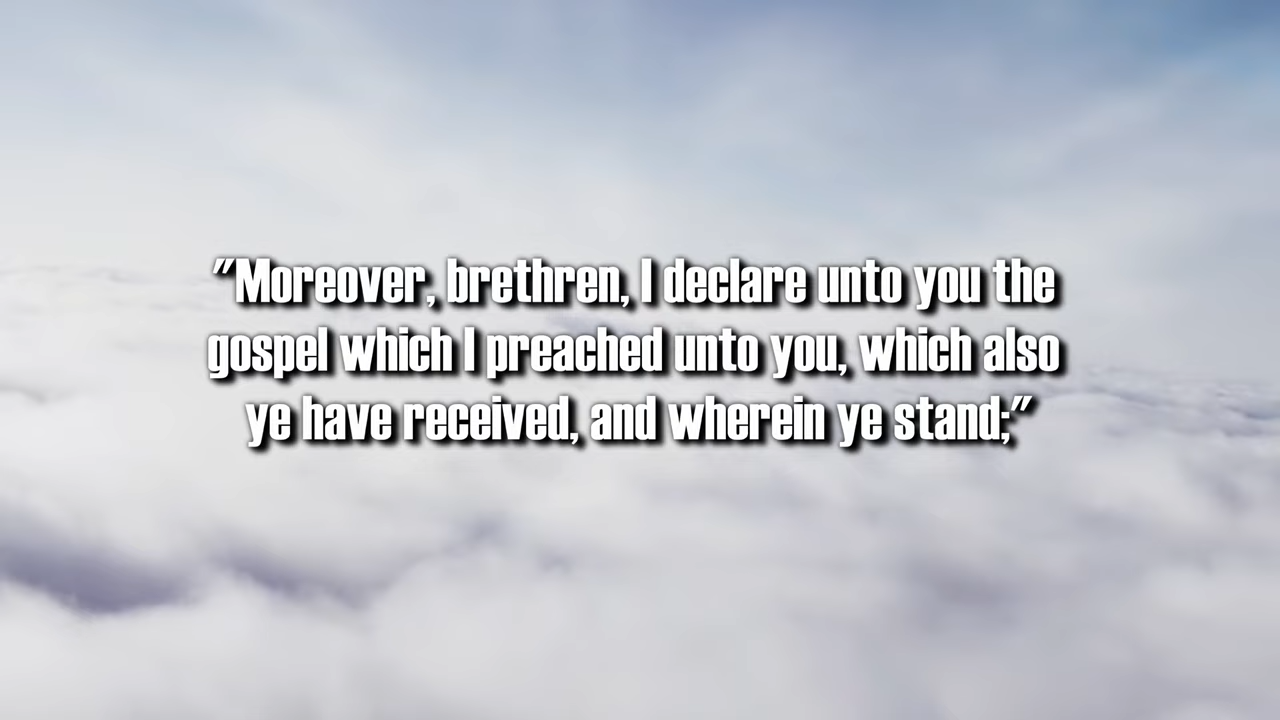 "Moreover, brethren, I declare unto you the
gospel which I preached unto you, which also
ye have received, and wherein ye stand;"